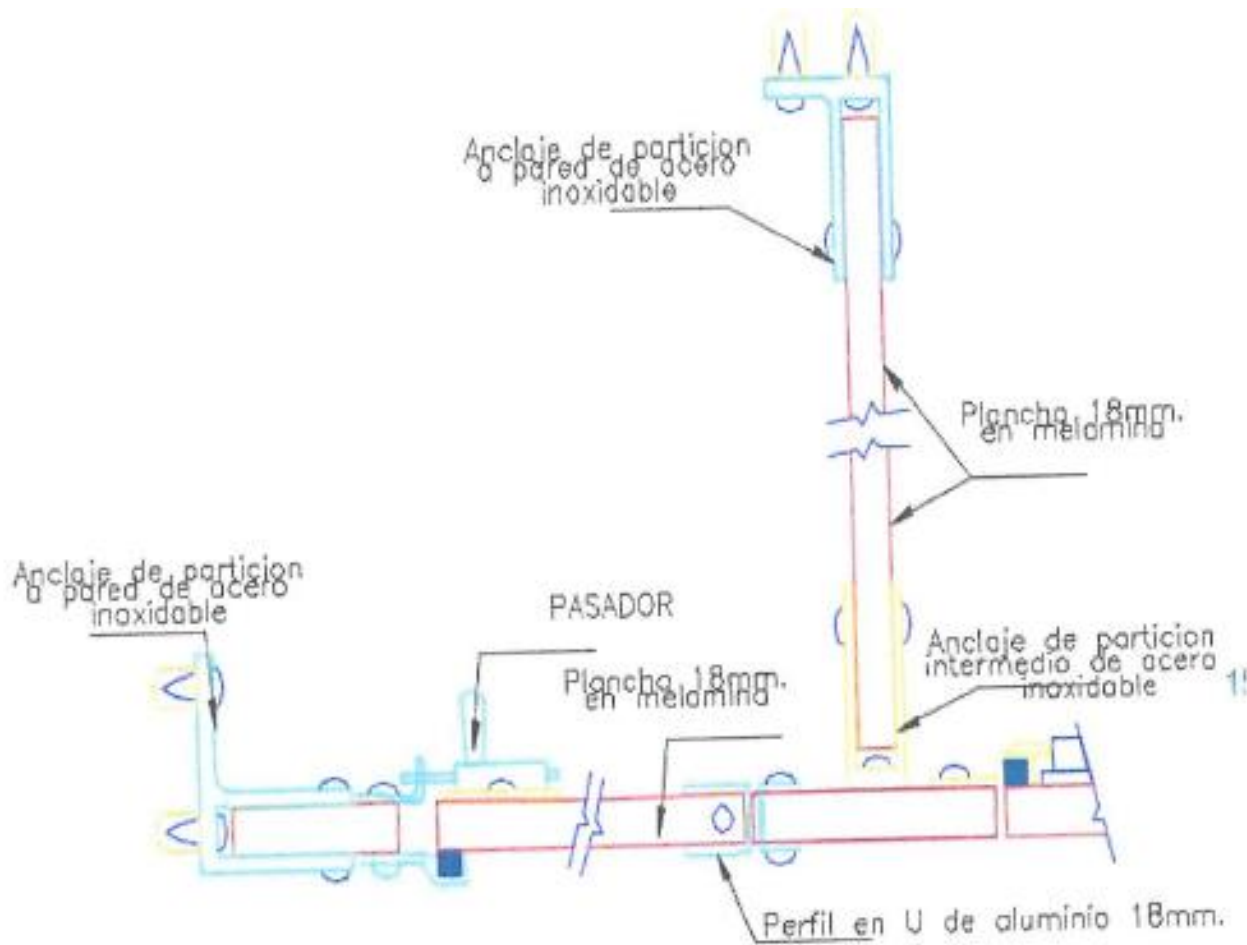 Anclaje de particion
a pared de acero
inoxidable
Plancha 18mm.
en melamina
Anclaje de particion
a pared de acero
inoxidable
PASADOR
Plancha 18mm.
en melamina
Anclaje de particion
intermedio de acero
inoxidable
Perfil en U de aluminio 18mm.